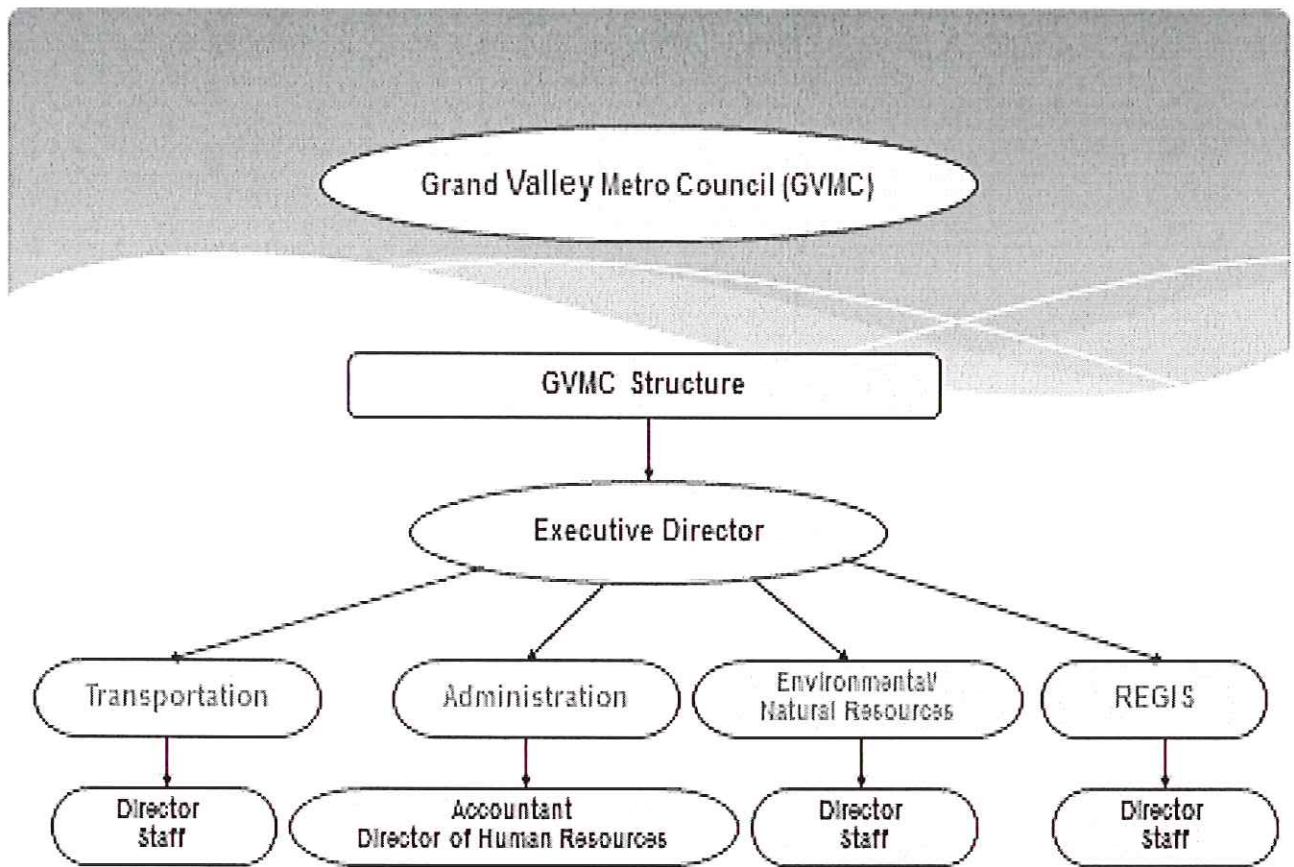 Grand Valley Metro Council (GVMC)
GVMC Structure
Executive Director
Transportation
Administration
Environmental/
Natural Resources
REGIS
Director
Staff
Accountant
Director of Human Resources
Director
Staff
Director
Staff